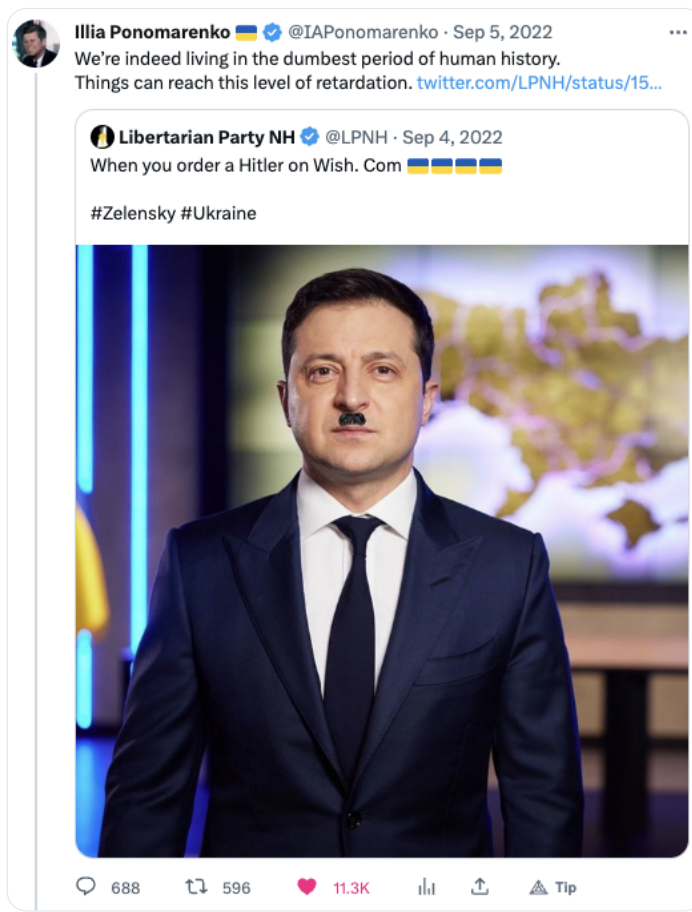 Illia Ponomarenko 🇺🇦 @IAPonomarenko · Sep 5, 2022
We’re indeed living in the dumbest period of human history.
Things can reach this level of retardation. twitter.com/LPNH/status/15...
Libertarian Party NH @LPNH · Sep 4, 2022
When you order a Hitler on Wish. Com 🇺🇦🇺🇦🇺🇦🇺🇦
#Zelensky #Ukraine
688 596 11.3K Tip